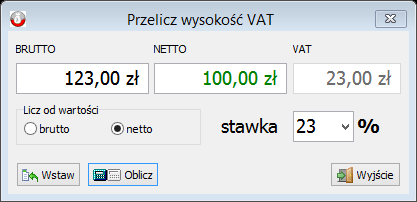 Przelicz wysokość VAT
BRUTTO NETTO VAT
123,00 zł 100,00 zł 23,00 zł
Licz od wartości
brutto netto
stawka 23 %
Wstaw Oblicz Wyjście